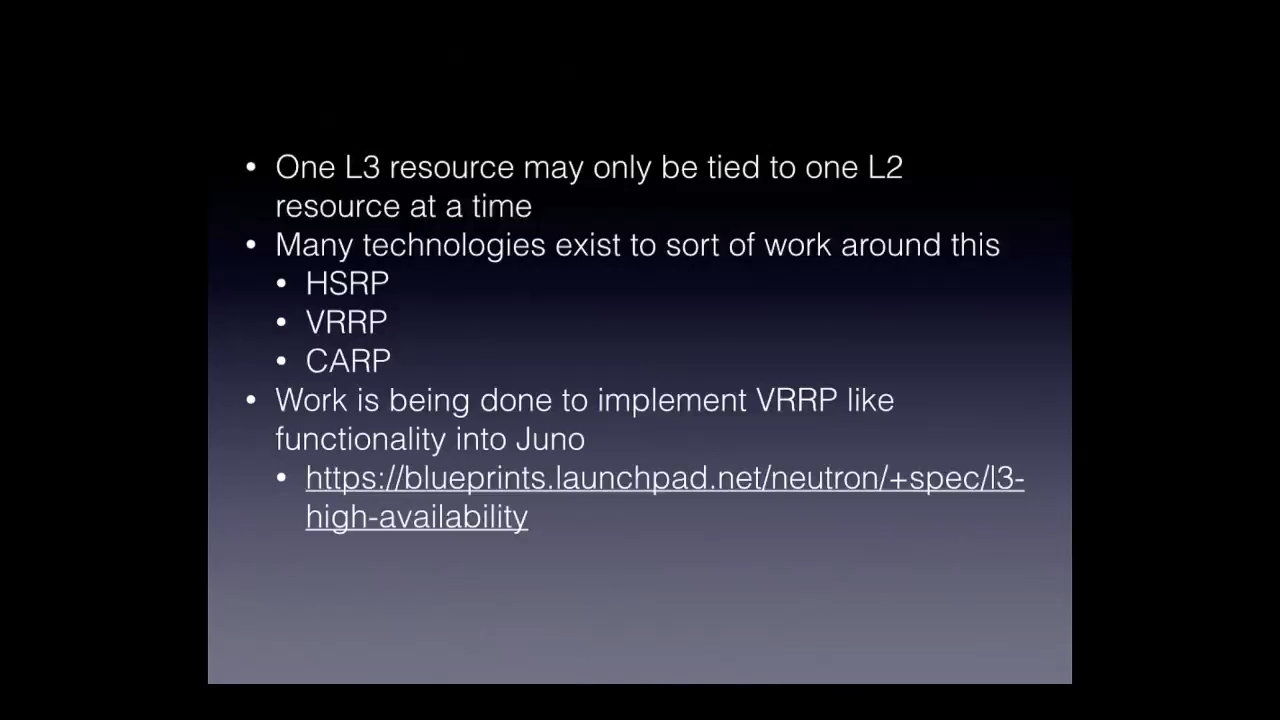 • One L3 resource may only be tied to one L2
resource at a time
• Many technologies exist to sort of work around this
• HSRP
• VRRP
• CARP
• Work is being done to implement VRRP like
functionality into Juno
• https://blueprints.launchpad.net/neutron/+spec/l3-
high-availability